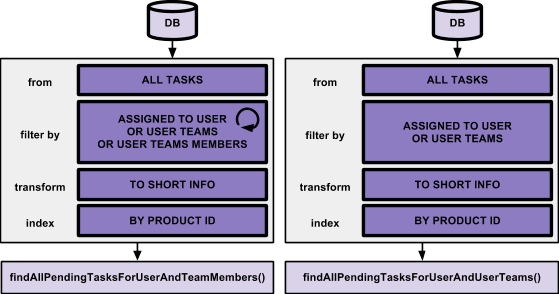 DB
from
ALL TASKS
filter by
ASSIGNED TO USER
OR USER TEAMS
OR USER TEAMS MEMBERS
transform
TO SHORT INFO
index
BY PRODUCT ID
findAllPendingTasksForUserAndTeamMembers()
DB
from
ALL TASKS
filter by
ASSIGNED TO USER
OR USER TEAMS
transform
TO SHORT INFO
index
BY PRODUCT ID
findAllPendingTasksForUserAndUserTeams()